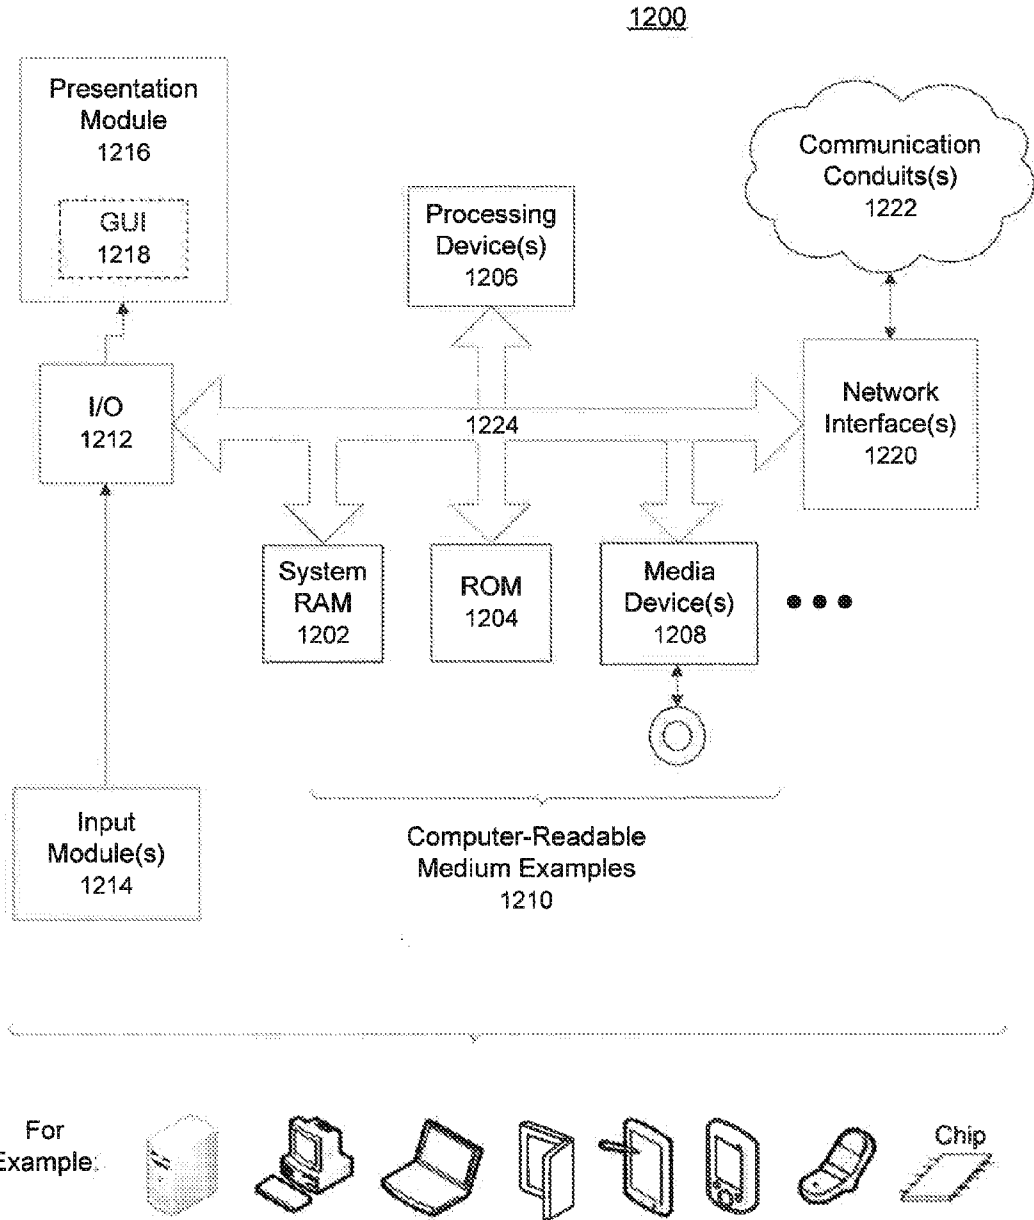 1200
Presentation
Module
1216
GUI
1218
Communication
Conduits(s)
1222
Processing
Device(s)
1206
I/O
1212
1224
Network
Interface(s)
1220
System
RAM
1202
ROM
1204
Media
Device(s)
1208
Input
Module(s)
1214
Computer-Readable
Medium Examples
1210
For
Example:
Chip